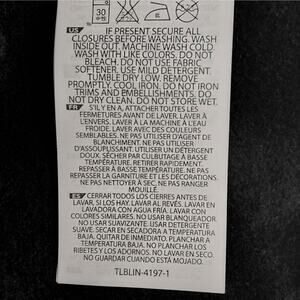 30
US IF PRESENT SECURE ALL
CLOSURES BEFORE WASHING. WASH
INSIDE OUT. MACHINE WASH COLD
WASH WITH LIKE COLORS. DO NOT
BLEACH. DO NOT USE FABRIC
SOFTENER. USE MILD DETERGENT.
TUMBLE DRY LOW. REMOVE
PROMPTLY. COOL IRON. DO NOT IRON
TRIMS AND EMBELLISHMENTS. DO
NOT DRY CLEAN. DO NOT STORE WET.
FR S'IL Y EN A, ATTACHER TOUTES LES
FERMETURES AVANT DE LAVER. LAVER À
L'ENVERS. LAVER À LA MACHINE À L'EAU
FROIDE. LAVER AVEC DES COULEURS
SEMBLABLES. NE PAS UTILISER D'AGENT DE
BLANCHIMENT. NE PAS UTILISER
D'ASSOUPLISSANT. UTILISER UN DÉTERGENT
DOUX. SÉCHER PAR CULBUTAGE À BASSE
TEMPÉRATURE. RETIRER RAPIDEMENT.
REPASSER À BASSE TEMPÉRATURE. NE PAS
REPASSER LA GARNITURE ET LES DÉCORATIONS.
NE PAS NETTOYER À SEC, NE PAS RANGER
MOUILLÉ.
ES CERRAR TODOS LOS CIERRES ANTES DE
LAVAR, SI LOS HAY. LAVAR AL REVÉS. LAVAR EN
LAVADORA CON AGUA FRÍA. LAVAR CON
COLORES SIMILARES. NO USAR BLANQUEADOR.
NO USAR SUAVIZANTE. USAR DETERGENTE
SUAVE. SECAR EN SECADORA A TEMPERATURA
BAJA. QUITAR DE INMEDIATO. PLANCHAR A
TEMPERATURA BAJA. NO PLANCHAR LOS
RIBETES Y LOS ADORNOS. NO LAVAR EN SECO.
NO GUARDAR CUANDO ESTÁ MOJADO.
TLBLIN-4197-1